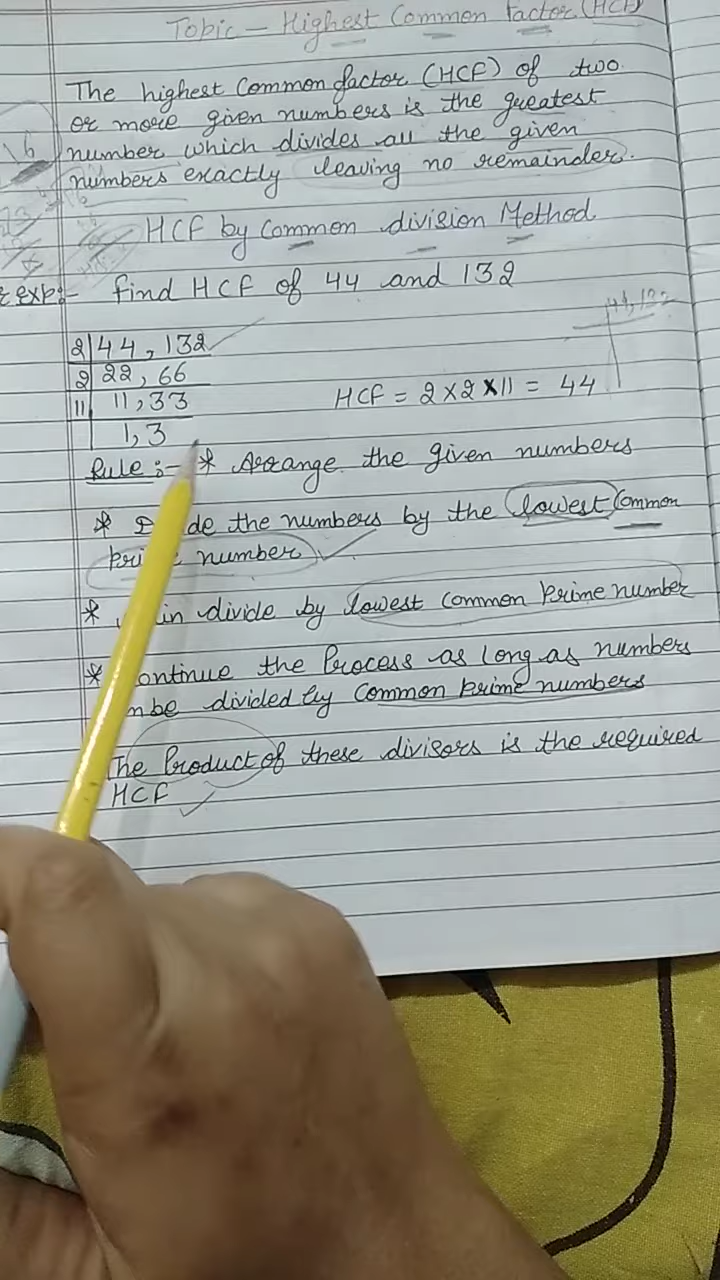 Topic - Highest Common factor (HCF)
The highest Common factor (HCF) of two
or more given numbers is the greatest
number which divides all the given
numbers exactly leaving no remainder.
HCF by Common division Method
exp:- find HCF of 44 and 132
2 44, 132
2 22, 66
11 11, 33
1, 3
HCF = 2 × 2 × 11 = 44
44, 132
Rule :- * Arrange the given numbers
* the numbers by the lowest Common
number
* divide by lowest common prime number
* the Process as long as numbers
divided by common prime numbers
The Product of these divisors is the required
HCF